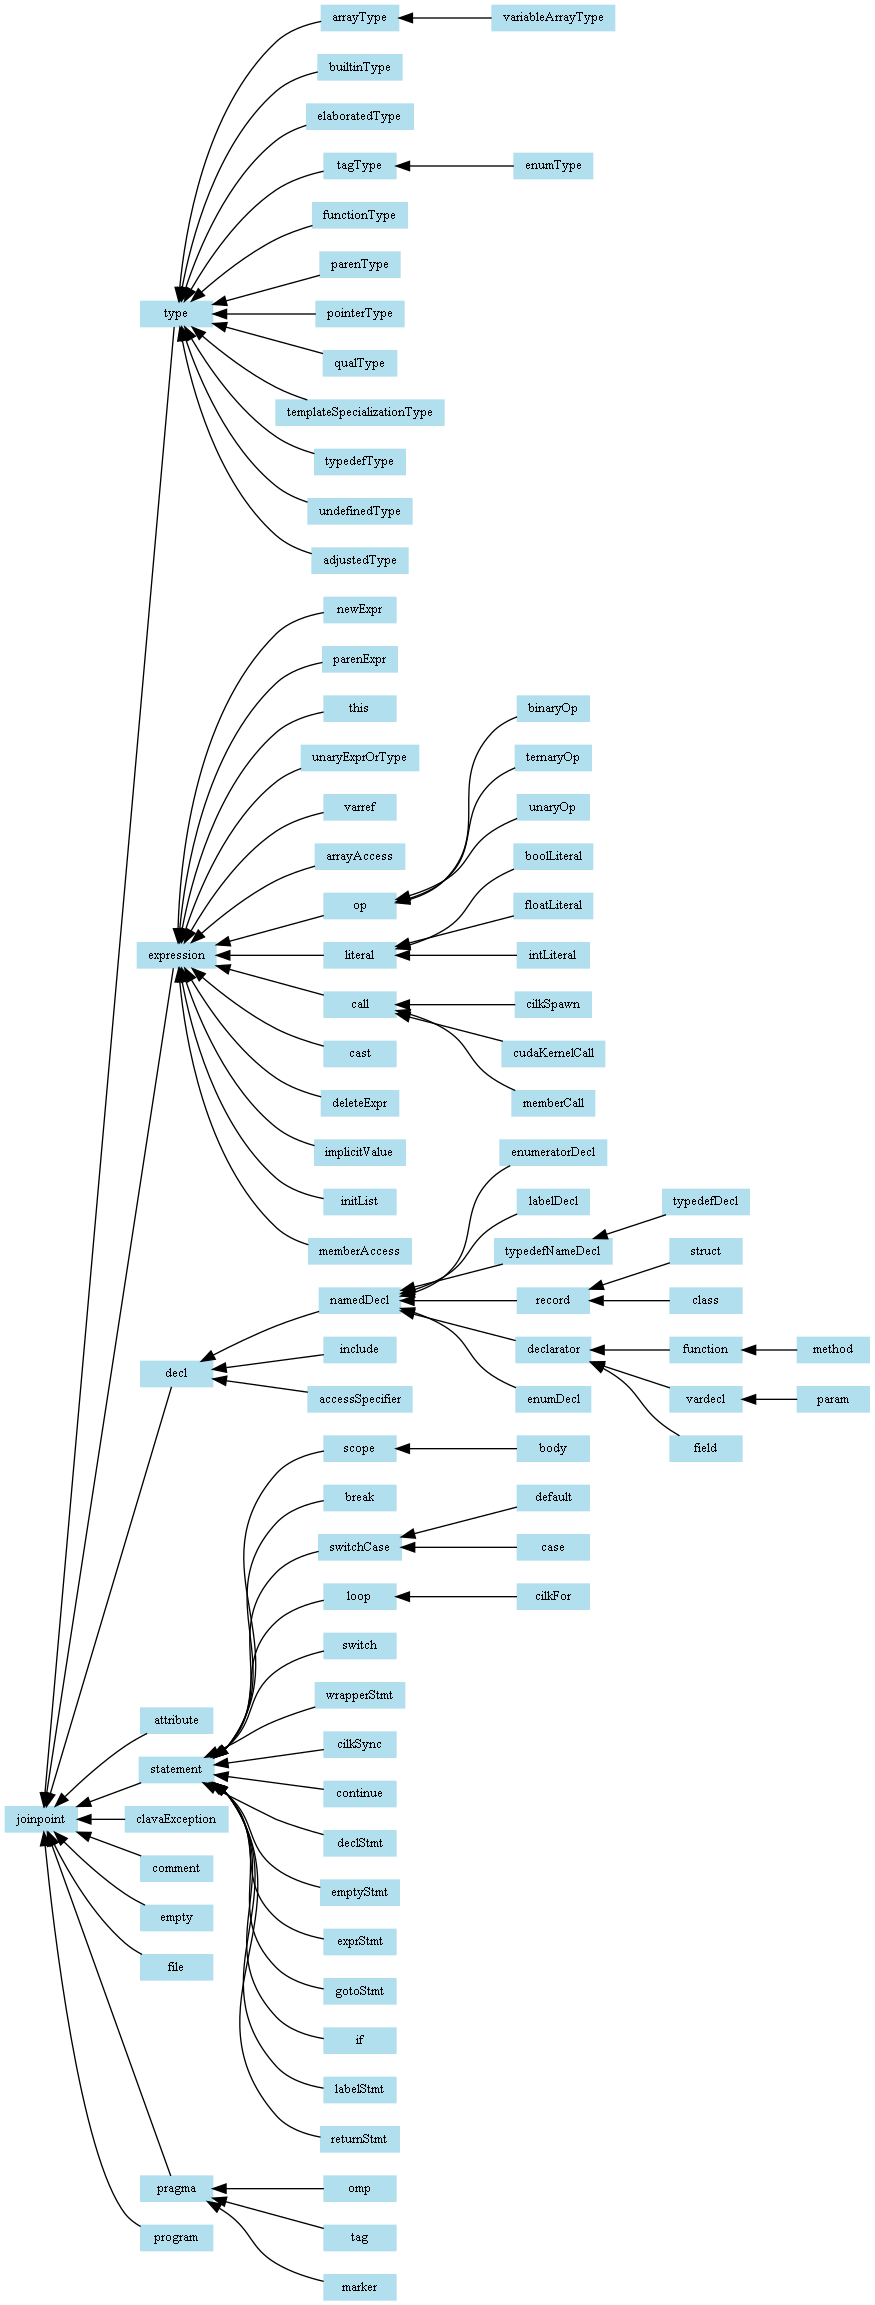 arrayType
variableArrayType
builtinType
elaboratedType
tagType
enumType
functionType
parenType
type
pointerType
qualType
templateSpecializationType
typedefType
undefinedType
adjustedType
newExpr
parenExpr
this
binaryOp
unaryExprOrType
ternaryOp
varref
unaryOp
arrayAccess
boolLiteral
op
floatLiteral
expression
literal
intLiteral
call
cilkSpawn
cast
cudaKernelCall
deleteExpr
memberCall
implicitValue
enumeratorDecl
initList
labelDecl
typedefDecl
memberAccess
typedefNameDecl
struct
namedDecl
record
class
include
declarator
function
method
decl
accessSpecifier
enumDecl
vardecl
param
scope
body
field
break
default
switchCase
case
loop
cilkFor
switch
wrapperStmt
attribute
cilkSync
statement
continue
joinpoint
clavaException
declStmt
comment
emptyStmt
empty
exprStmt
file
gotoStmt
if
labelStmt
returnStmt
pragma
omp
program
tag
marker